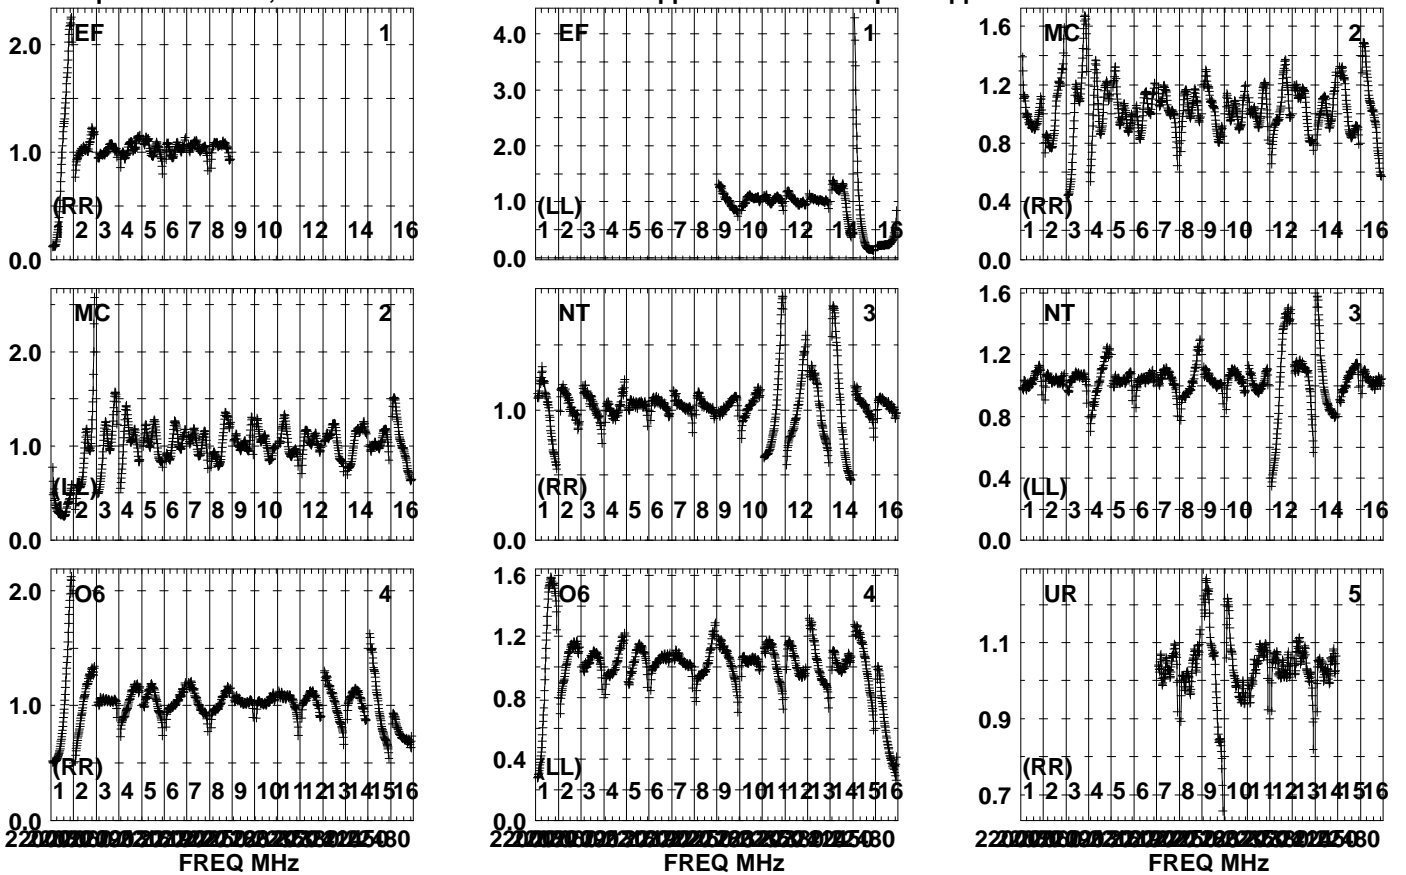 EF 1
2.0
1.0
0.0
(RR)
1 2 3 4 5 6 7 8 9 10 12 14 16
EF 1
4.0
3.0
2.0
1.0
0.0
(LL)
1 2 3 4 5 6 7 8 9 10 12 14 16
MC 2
1.6
1.2
0.8
0.4
0.0
(RR)
1 2 3 4 5 6 7 8 9 10 12 14 16
MC 2
2.0
1.0
0.0
(LL)
2 3 4 5 6 7 8 9 10 12 14 16
NT 3
1.0
0.0
(RR)
1 2 3 4 5 6 7 8 9 10 12 14 16
NT 3
1.6
1.2
0.8
0.4
0.0
(LL)
1 2 3 4 5 6 7 8 9 10 12 14 16
O6 4
2.0
1.0
0.0
(RR)
1 2 3 4 5 6 7 8 9 10 11 12 13 14 15 16
FREQ MHz
O6 4
1.6
1.2
0.8
0.4
0.0
(LL)
1 2 3 4 5 6 7 8 9 10 11 12 13 14 15 16
FREQ MHz
UR 5
1.1
0.9
0.7
(RR)
1 2 3 4 5 6 7 8 9 10 11 12 13 14 15 16
FREQ MHz